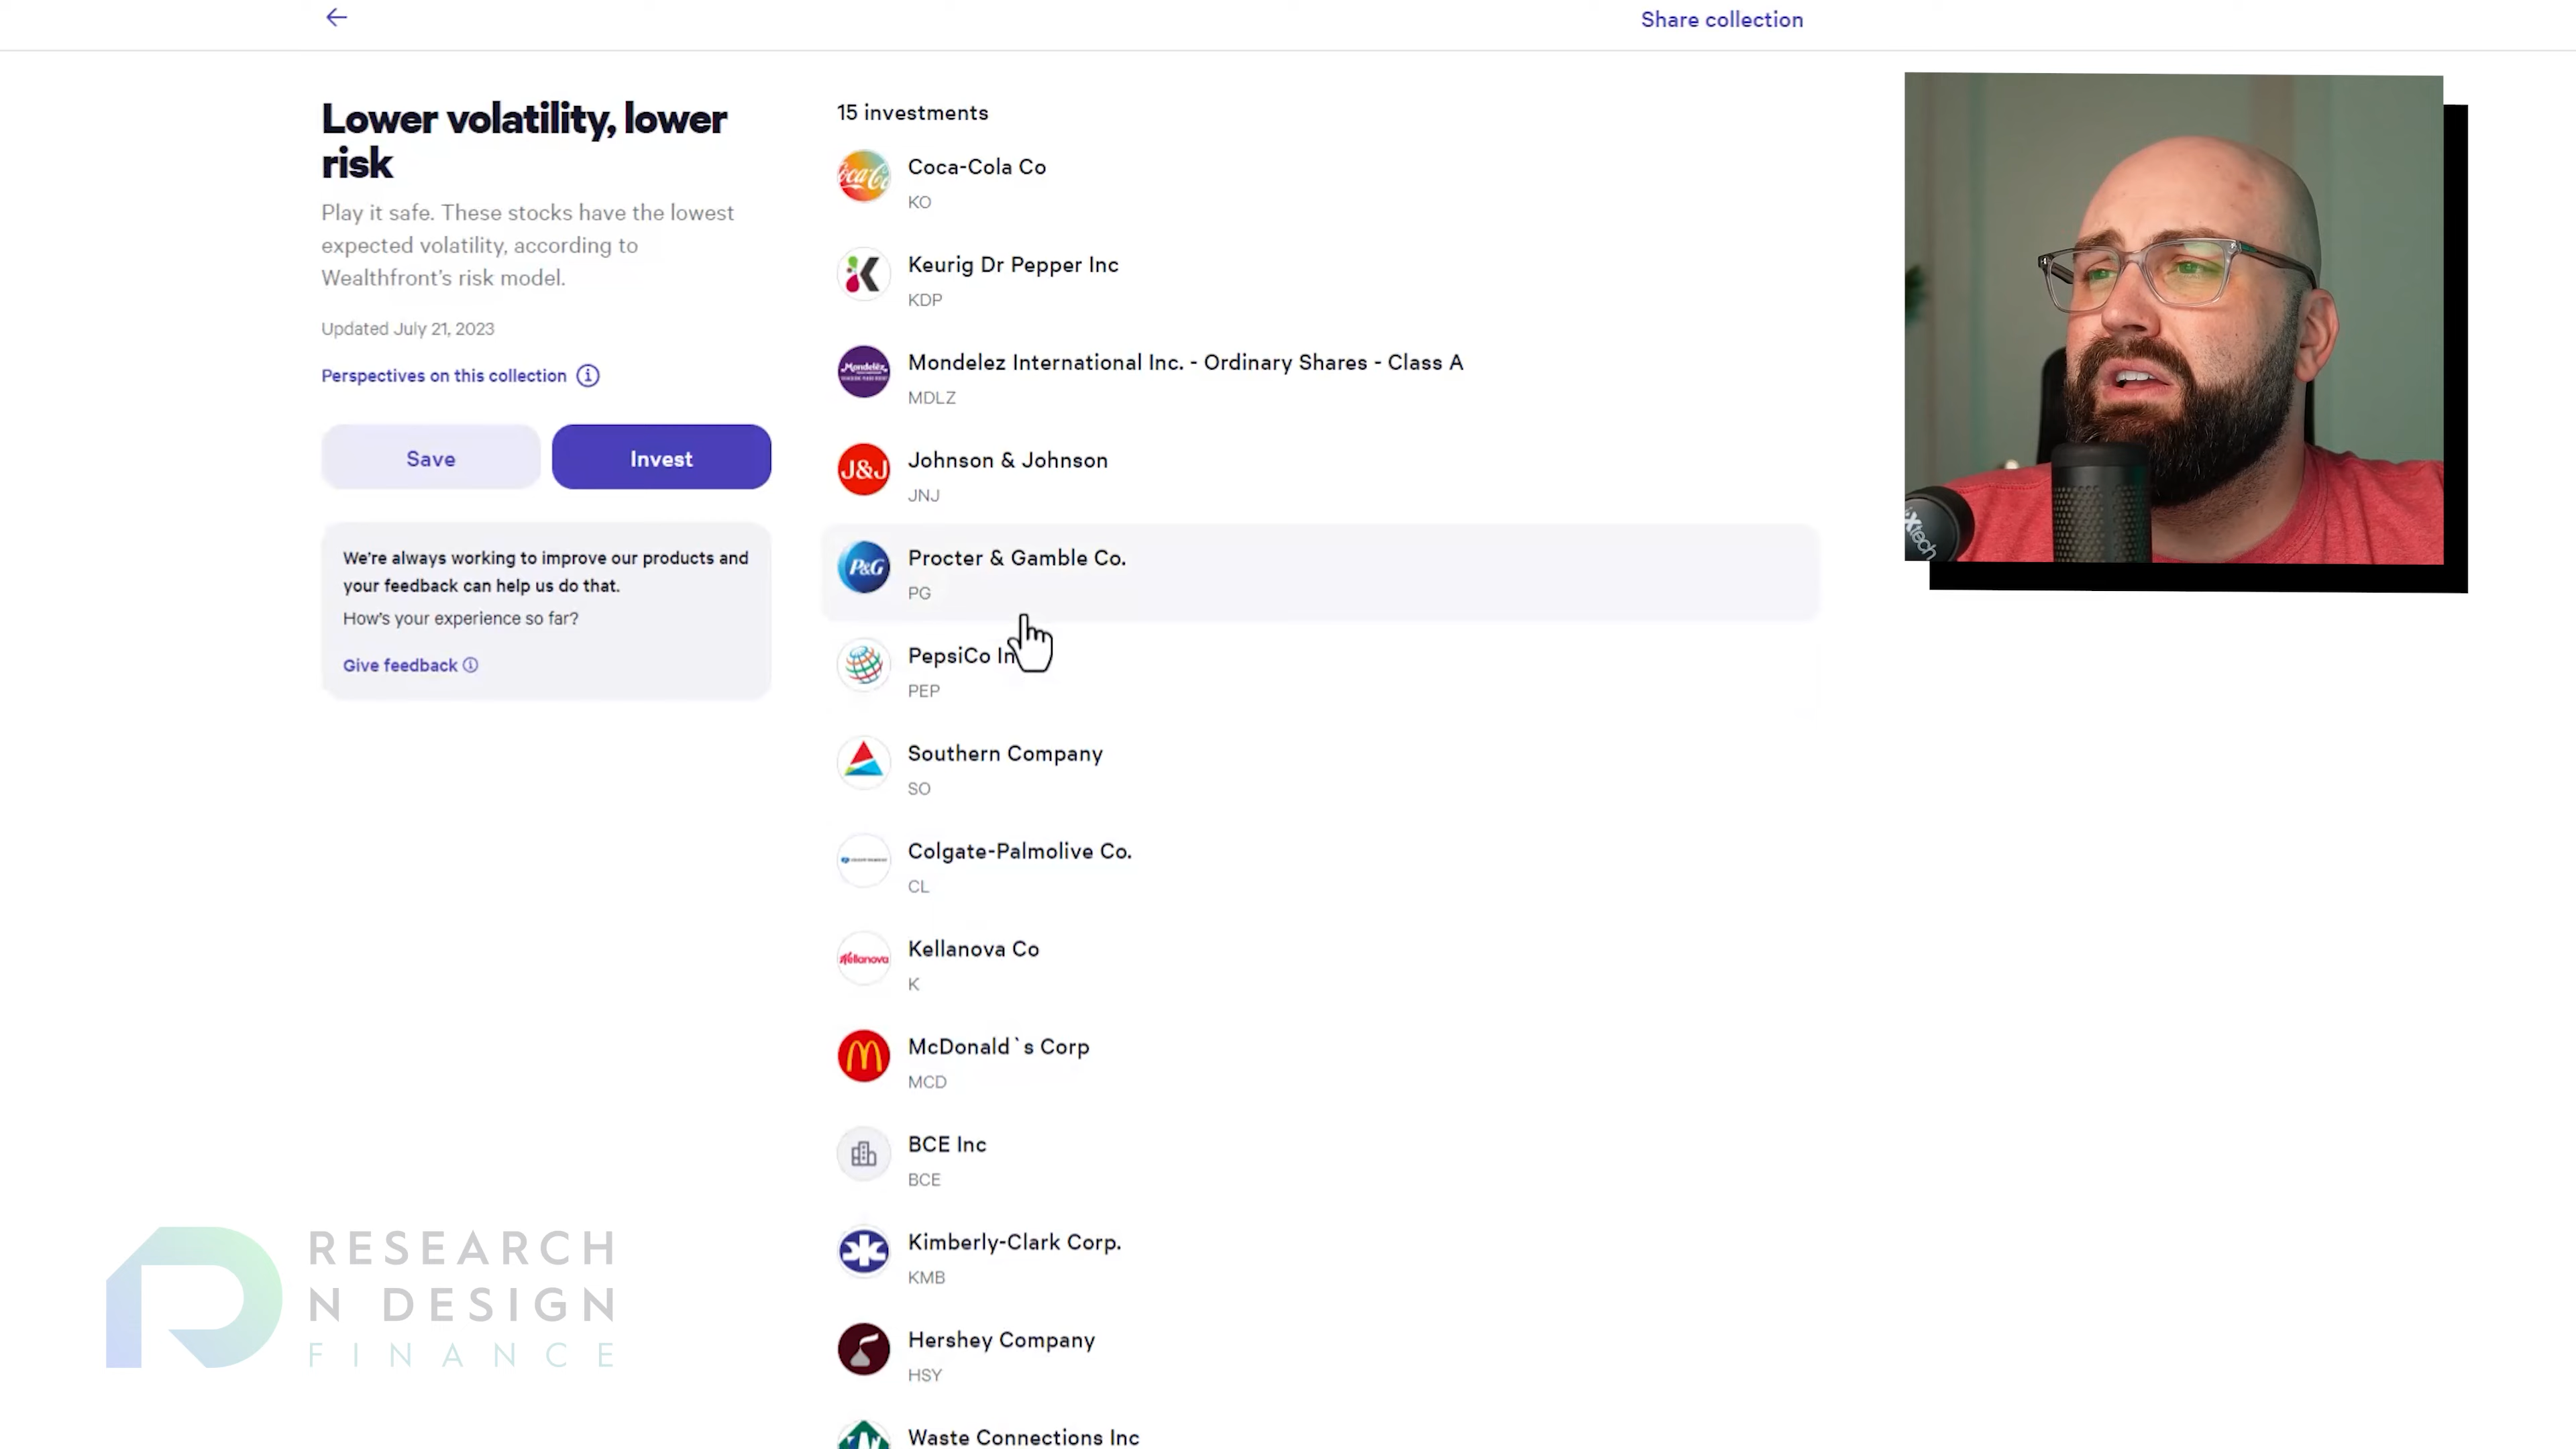 Share collection
Lower volatility, lower
risk
Play it safe. These stocks have the lowest
expected volatility, according to
Wealthfront's risk model.
Updated July 21, 2023
Perspectives on this collection
Save
Invest
We're always working to improve our products and
your feedback can help us do that.
How's your experience so far?
Give feedback
15 investments
Coca-Cola Co
KO
Keurig Dr Pepper Inc
KDP
Mondelez International Inc. - Ordinary Shares - Class A
MDLZ
J&J
Johnson & Johnson
JNJ
P&G
Procter & Gamble Co.
PG
PepsiCo In
PEP
Southern Company
SO
Colgate-Palmolive Co.
CL
Kellanova
Kellanova Co
K
McDonald`s Corp
MCD
BCE Inc
BCE
Kimberly-Clark Corp.
KMB
Hershey Company
HSY
Waste Connections Inc
RESEARCH
N DESIGN
FINANCE